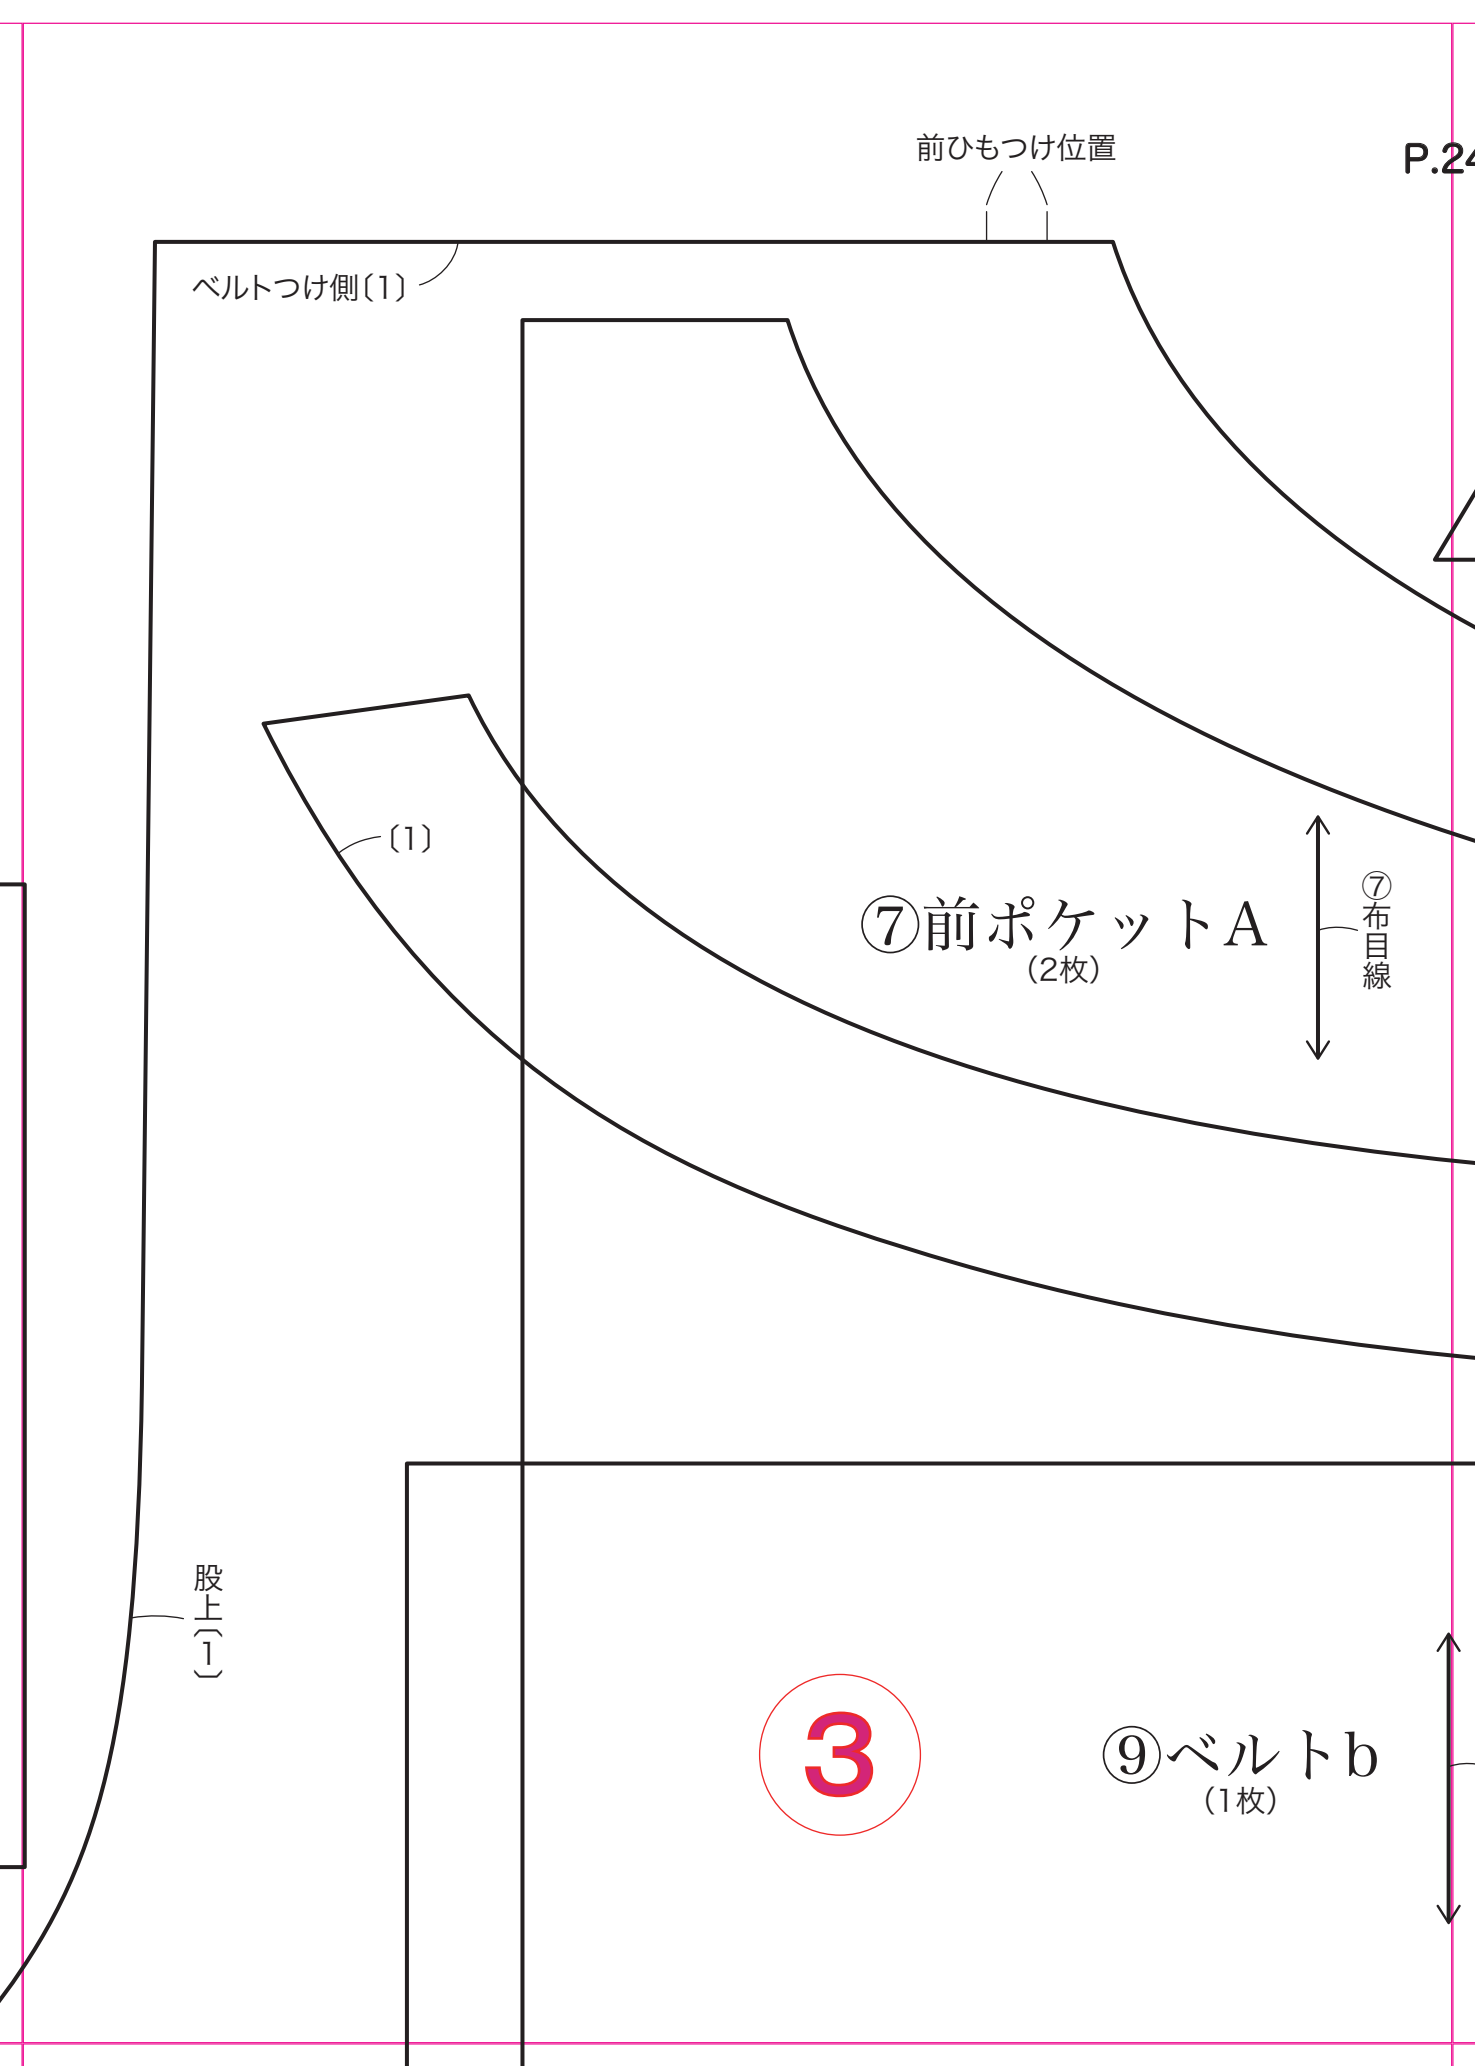 前ひもつけ位置
P.24
ベルトつけ側〔1〕
〔1〕
⑦前ポケットA
(2枚)
⑦布目線
股上〔1〕
3
⑨ベルトb
(1枚)